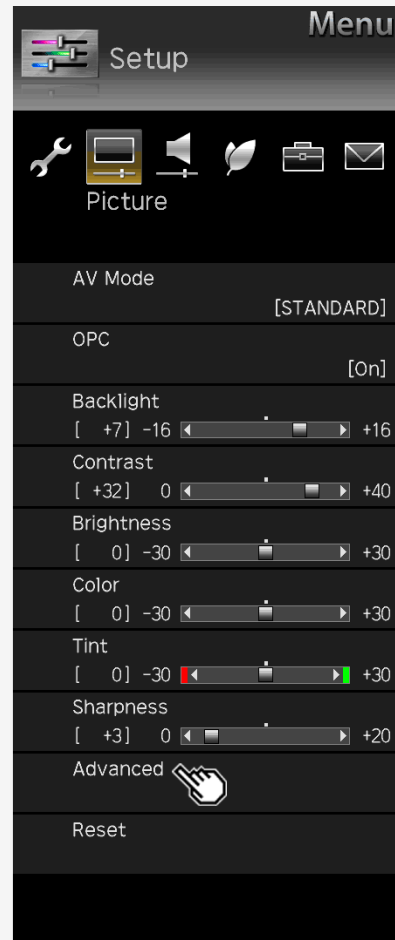 Menu
Setup
Picture
AV Mode
[STANDARD]
OPC
[On]
Backlight
[ +7] -16 +16
Contrast
[ +32] 0 +40
Brightness
[ 0] -30 +30
Color
[ 0] -30 +30
Tint
[ 0] -30 +30
Sharpness
[ +3] 0 +20
Advanced
Reset